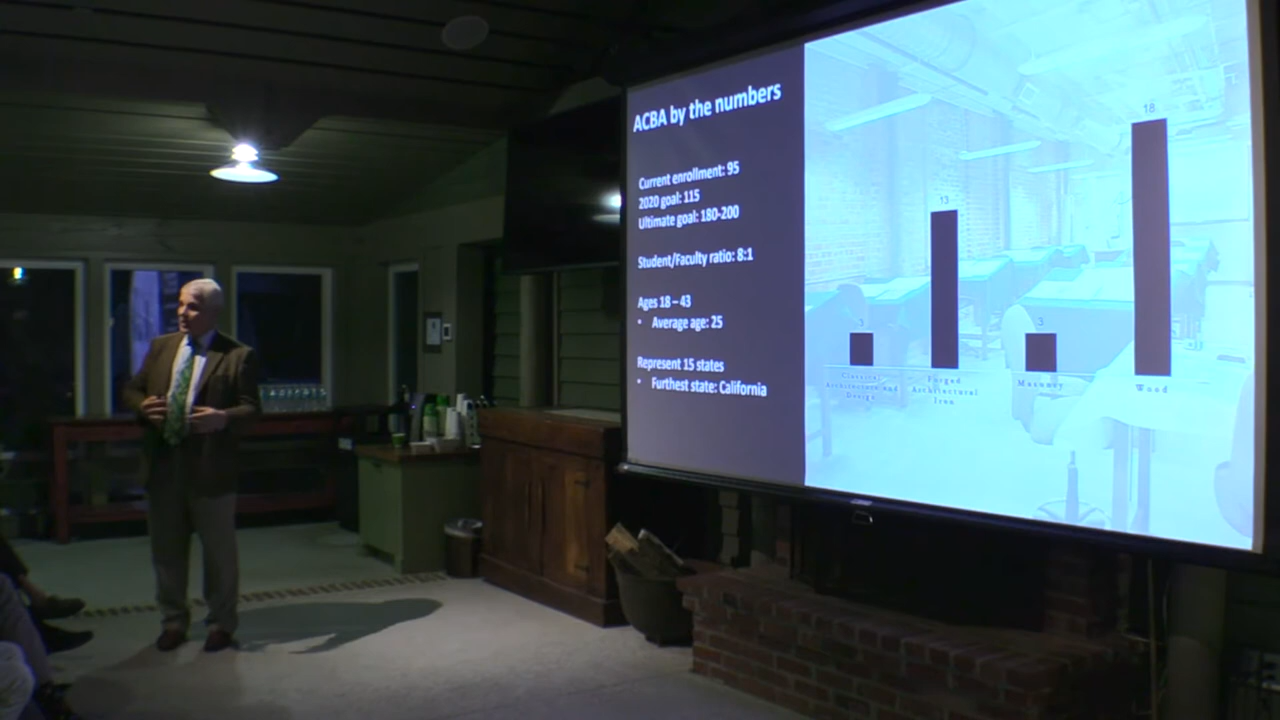 ACBA by the numbers
Current enrollment: 95
2020 goal: 115
Ultimate goal: 180-200
Student/Faculty ratio: 8:1
Ages 18 – 43
• Average age: 25
Represent 15 states
• Furthest state: California
3
13
3
18
Classical
Architecture and
Design
Forged
Architectural
Iron
Masonry
Wood